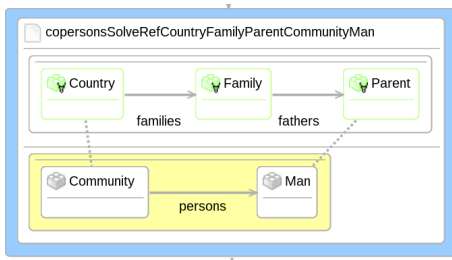 copersonsSolveRefCountryFamilyParentCommunityMan
Country
Family
Parent
families
fathers
Community
Man
persons